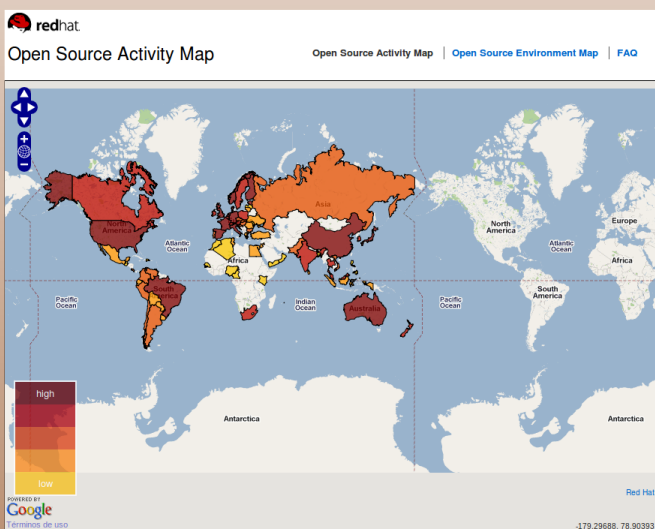 redhat.
Open Source Activity Map
Open Source Activity Map | Open Source Environment Map | FAQ
North America
Atlantic Ocean
Asia
Africa
Pacific Ocean
South America
Indian Ocean
Australia
Antarctica
Pacific Ocean
North America
Atlantic Ocean
Europe
Africa
South America
Antarctica
high
low
POWERED BY
Google
Términos de uso
Red Hat
-179.29688, 78.90393